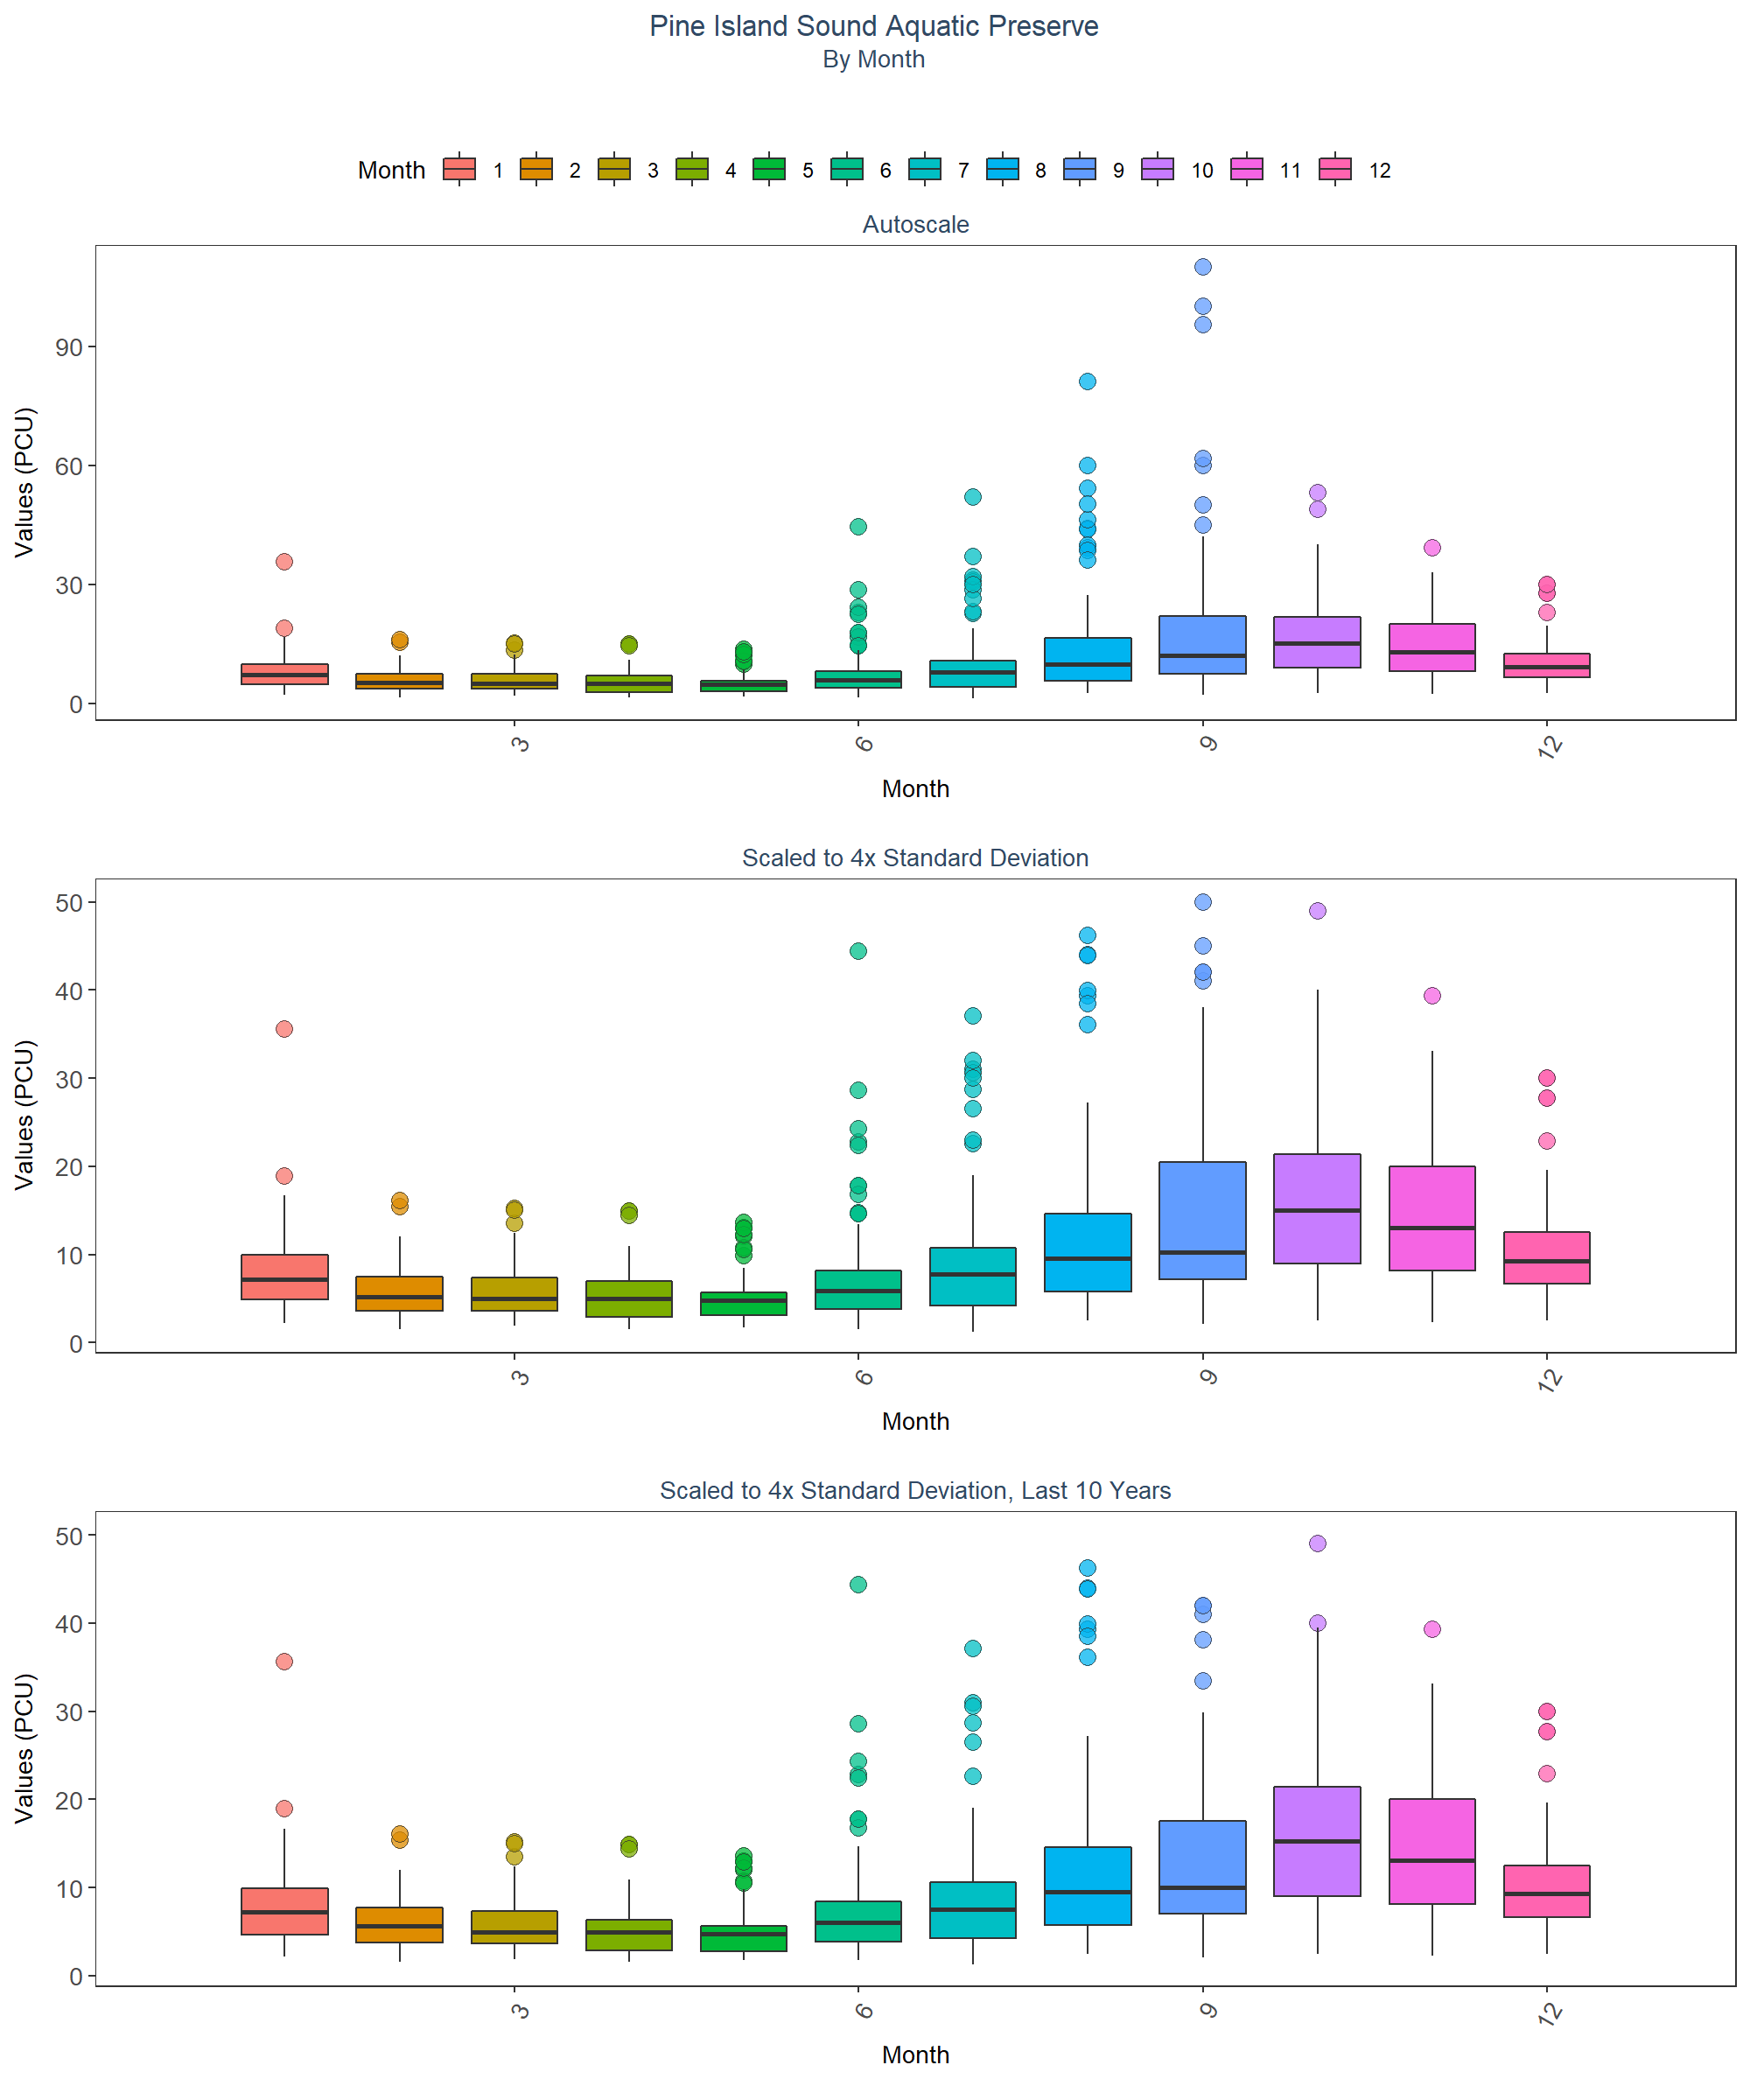 Pine Island Sound Aquatic Preserve
By Month
Month 1 2 3 4 5 6 7 8 9 10 11 12
Autoscale
Values (PCU)
90
60
30
0
3 6 9 12
Month
Scaled to 4x Standard Deviation
Values (PCU)
50
40
30
20
10
0
3 6 9 12
Month
Scaled to 4x Standard Deviation, Last 10 Years
Values (PCU)
50
40
30
20
10
0
3 6 9 12
Month